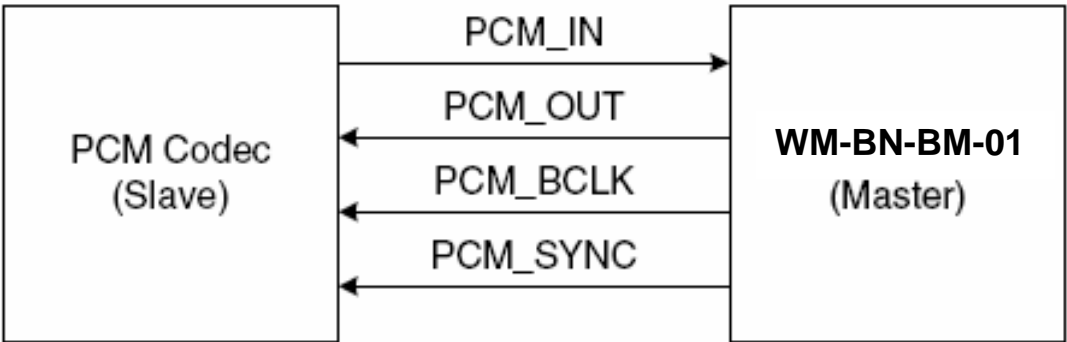 PCM_IN
PCM_OUT
PCM_BCLK
PCM_SYNC
PCM Codec
(Slave)
WM-BN-BM-01
(Master)